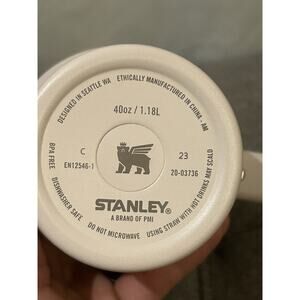 DESIGNED IN SEATTLE WA
ETHICALLY MANUFACTURED IN CHINA - AM
40oz / 1.18L
C
23
BPA FREE
EN12546-1
20-03736
STANLEY®
A BRAND OF PMI
DISHWASHER SAFE
DO NOT MICROWAVE
USING STRAW WITH HOT DRINKS MAY SCALD